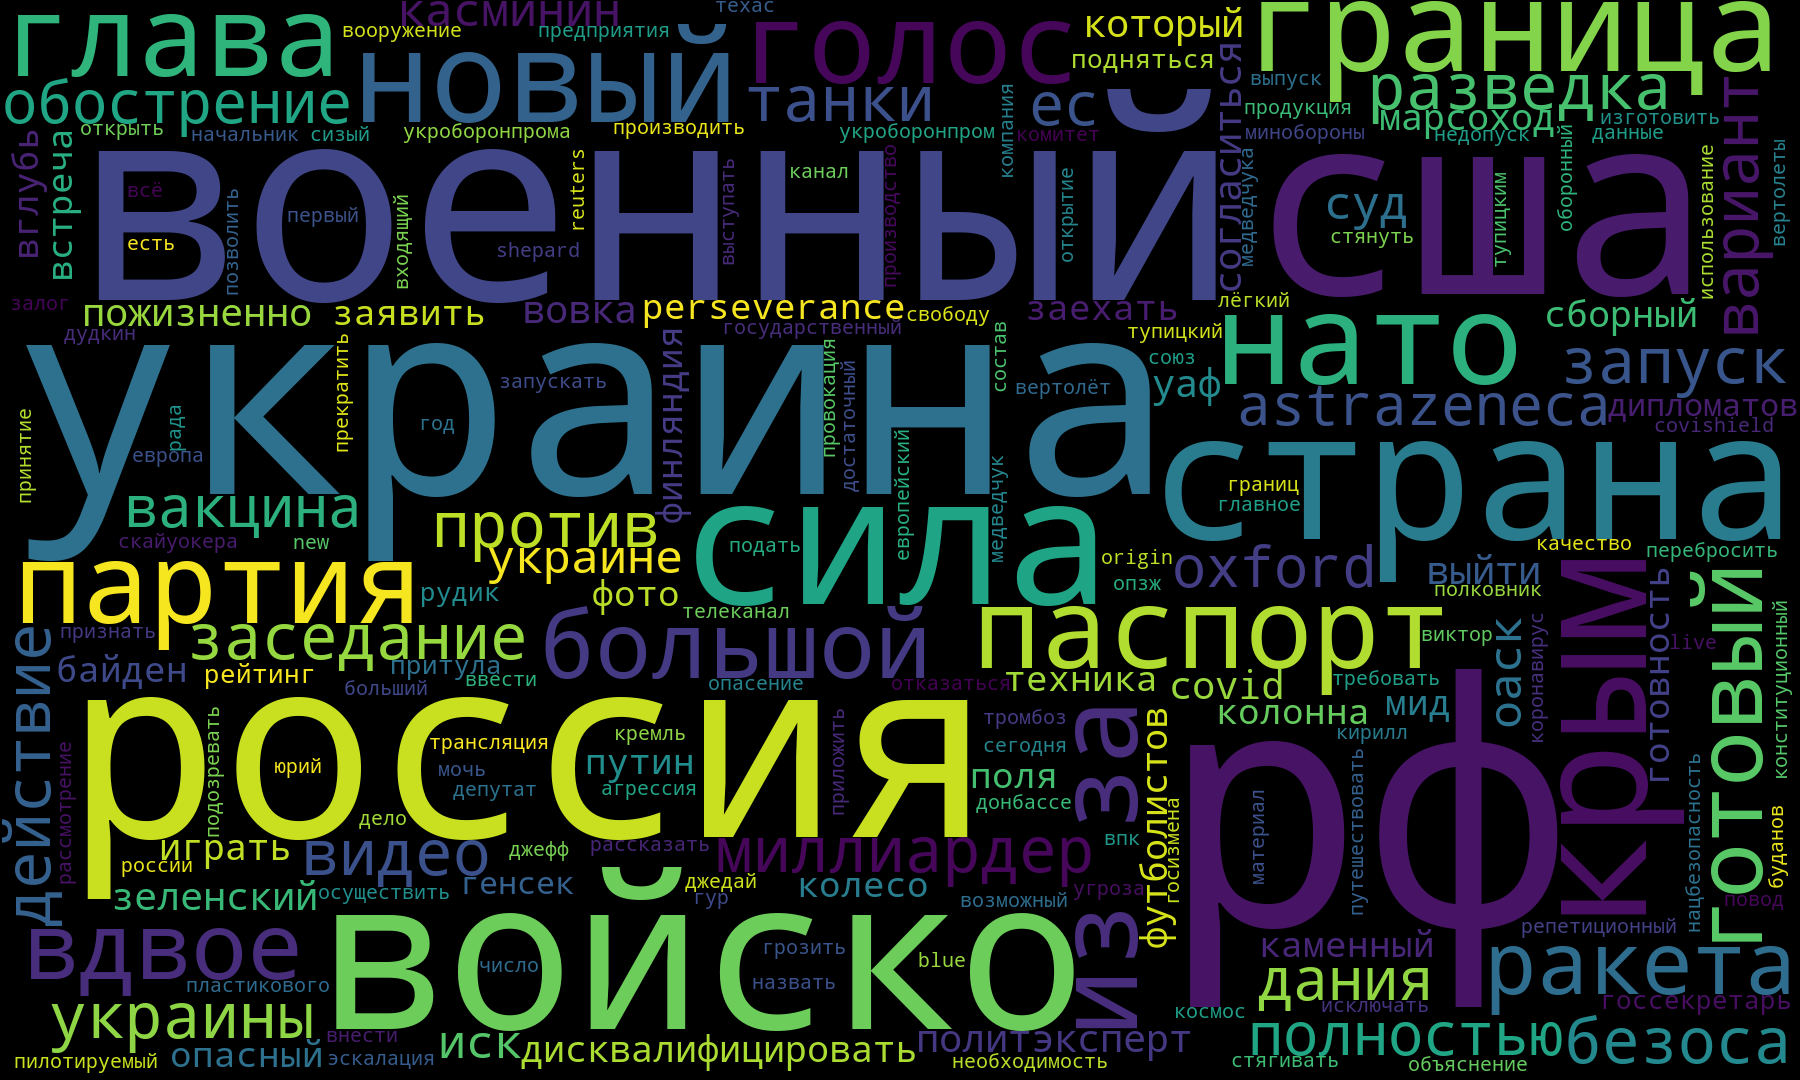 глава
касминин
техас
вооружение
предприятия
новый
голос
который
подняться
граница
обострение
танки
ес
выпуск
разведка
продукция
марсоход
изготовить
открыть
начальник
сизый
укроборонпрома
производить
укроборонпром
комитет
минобороны
недопуск
данные
вглубь
встреча
военный
сша
согласиться
вариант
всё
первый
есть
позволить
входящий
reuters
shepard
выступать
канал
производство
компания
открытие
медведчука
суд
стянуть
тупицким
оборонный
использование
вертолеты
залог
пожизненно
заявить
вовка
perseverance
свободу
заехать
лёгкий
сборный
дудкин
государственный
тупицкий
нато
запуск
украина
прекратить
запускать
год
финляндия
провокация
достаточный
состав
вертолёт
союз
уаф
astrazeneca
дипломатов
covishield
принятие
рада
европа
страна
вакцина
против
европейский
медведчук
границ
главное
скайуокера
new
украине
сила
подать
origin
oxford
выйти
качество
перебросить
партия
рудик
фото
телеканал
опзж
полковник
признать
заседание
большой
паспорт
виктор
оаск
коронавирус
крым
готовность
live
готовый
конституционный
действие
байден
рейтинг
притула
ввести
больший
опасение
отказаться
техника
covid
требовать
мид
россия
рассмотрение
подозревать
трансляция
кремль
тромбоз
колонна
кирилл
юрий
мочь
путин
приложить
сегодня
из за
футболистов
рф
депутат
агрессия
поля
донбассе
дело
госизмена
материал
путешествовать
нацбезопасность
буданов
россии
играть
видео
джефф
рассказать
миллиардер
впк
зеленский
осуществить
генсек
джедай
гур
колесо
возможный
угроза
повод
вдвое
войско
число
грозить
назвать
blue
репетиционный
каменный
пластикового
дания
ракета
украины
космос
исключать
госсекретарь
внести
иск
дисквалифицировать
политэксперт
полностью
безоса
пилотируемый
опасный
эскалация
необходимость
стягивать
объяснение